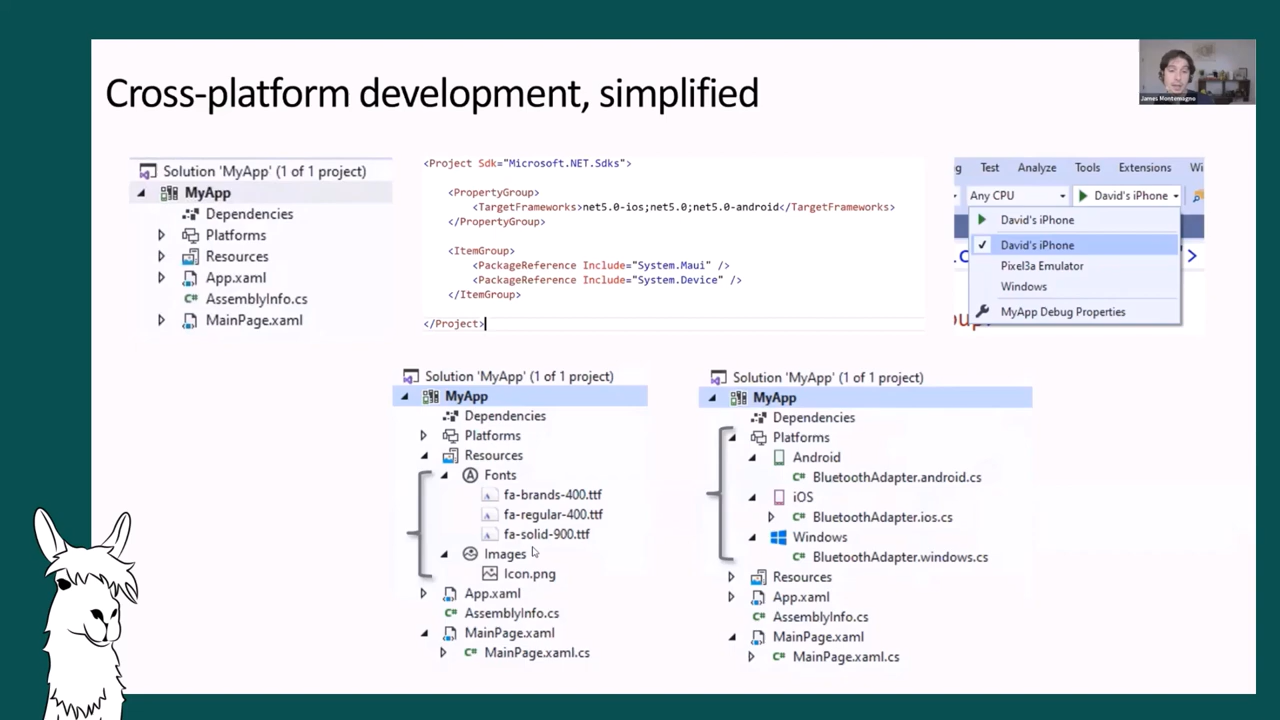 Cross-platform development, simplified
James Montemagno
Solution 'MyApp' (1 of 1 project)
MyApp
Dependencies
Platforms
Resources
App.xaml
C# AssemblyInfo.cs
MainPage.xaml
<Project Sdk="Microsoft.NET.Sdks">
<PropertyGroup>
<TargetFrameworks>net5.0-ios;net5.0;net5.0-android</TargetFrameworks>
</PropertyGroup>
<ItemGroup>
<PackageReference Include="System.Maui" />
<PackageReference Include="System.Device" />
</ItemGroup>
</Project>
g Test Analyze Tools Extensions Wi
Any CPU David's iPhone
David's iPhone
David's iPhone
Pixel3a Emulator
Windows
MyApp Debug Properties
Solution 'MyApp' (1 of 1 project)
MyApp
Dependencies
Platforms
Resources
Fonts
fa-brands-400.ttf
fa-regular-400.ttf
fa-solid-900.ttf
Images
Icon.png
App.xaml
C# AssemblyInfo.cs
MainPage.xaml
C# MainPage.xaml.cs
Solution 'MyApp' (1 of 1 project)
MyApp
Dependencies
Platforms
Android
C# BluetoothAdapter.android.cs
iOS
C# BluetoothAdapter.ios.cs
Windows
C# BluetoothAdapter.windows.cs
Resources
App.xaml
C# AssemblyInfo.cs
MainPage.xaml
C# MainPage.xaml.cs